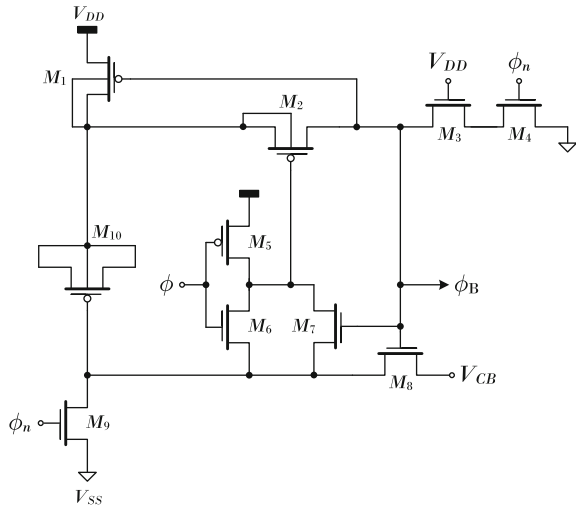 V_DD
M_1
M_2
V_DD
ϕ_n
M_3
M_4
M_10
M_5
ϕ
M_6
M_7
ϕ_B
M_8
V_CB
ϕ_n
M_9
V_SS